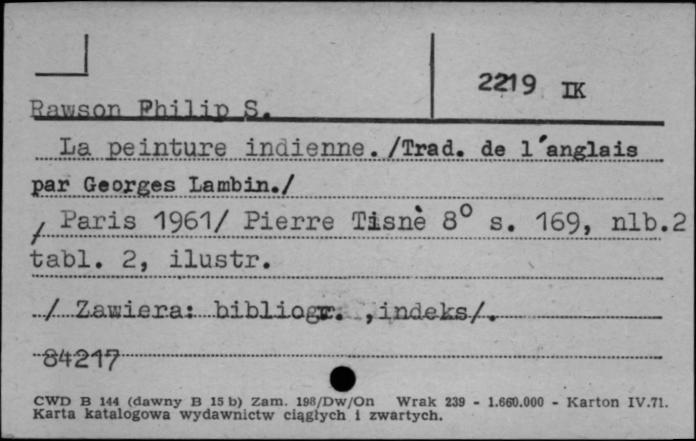 2219 IK
Rawson Philip S.
La peinture indienne. /Trad. de l'anglais
par Georges Lambin./
/ Paris 1961/ Pierre Tisnè 8° s. 169, nlb.2
tabl. 2, ilustr.
/ Zawiera: bibliogr. ,indeks/.
84217
CWD B 144 (dawny B 15 b) Zam. 198/Dw/On Wrak 239 - 1.660.000 - Karton IV.71.
Karta katalogowa wydawnictw ciągłych i zwartych.